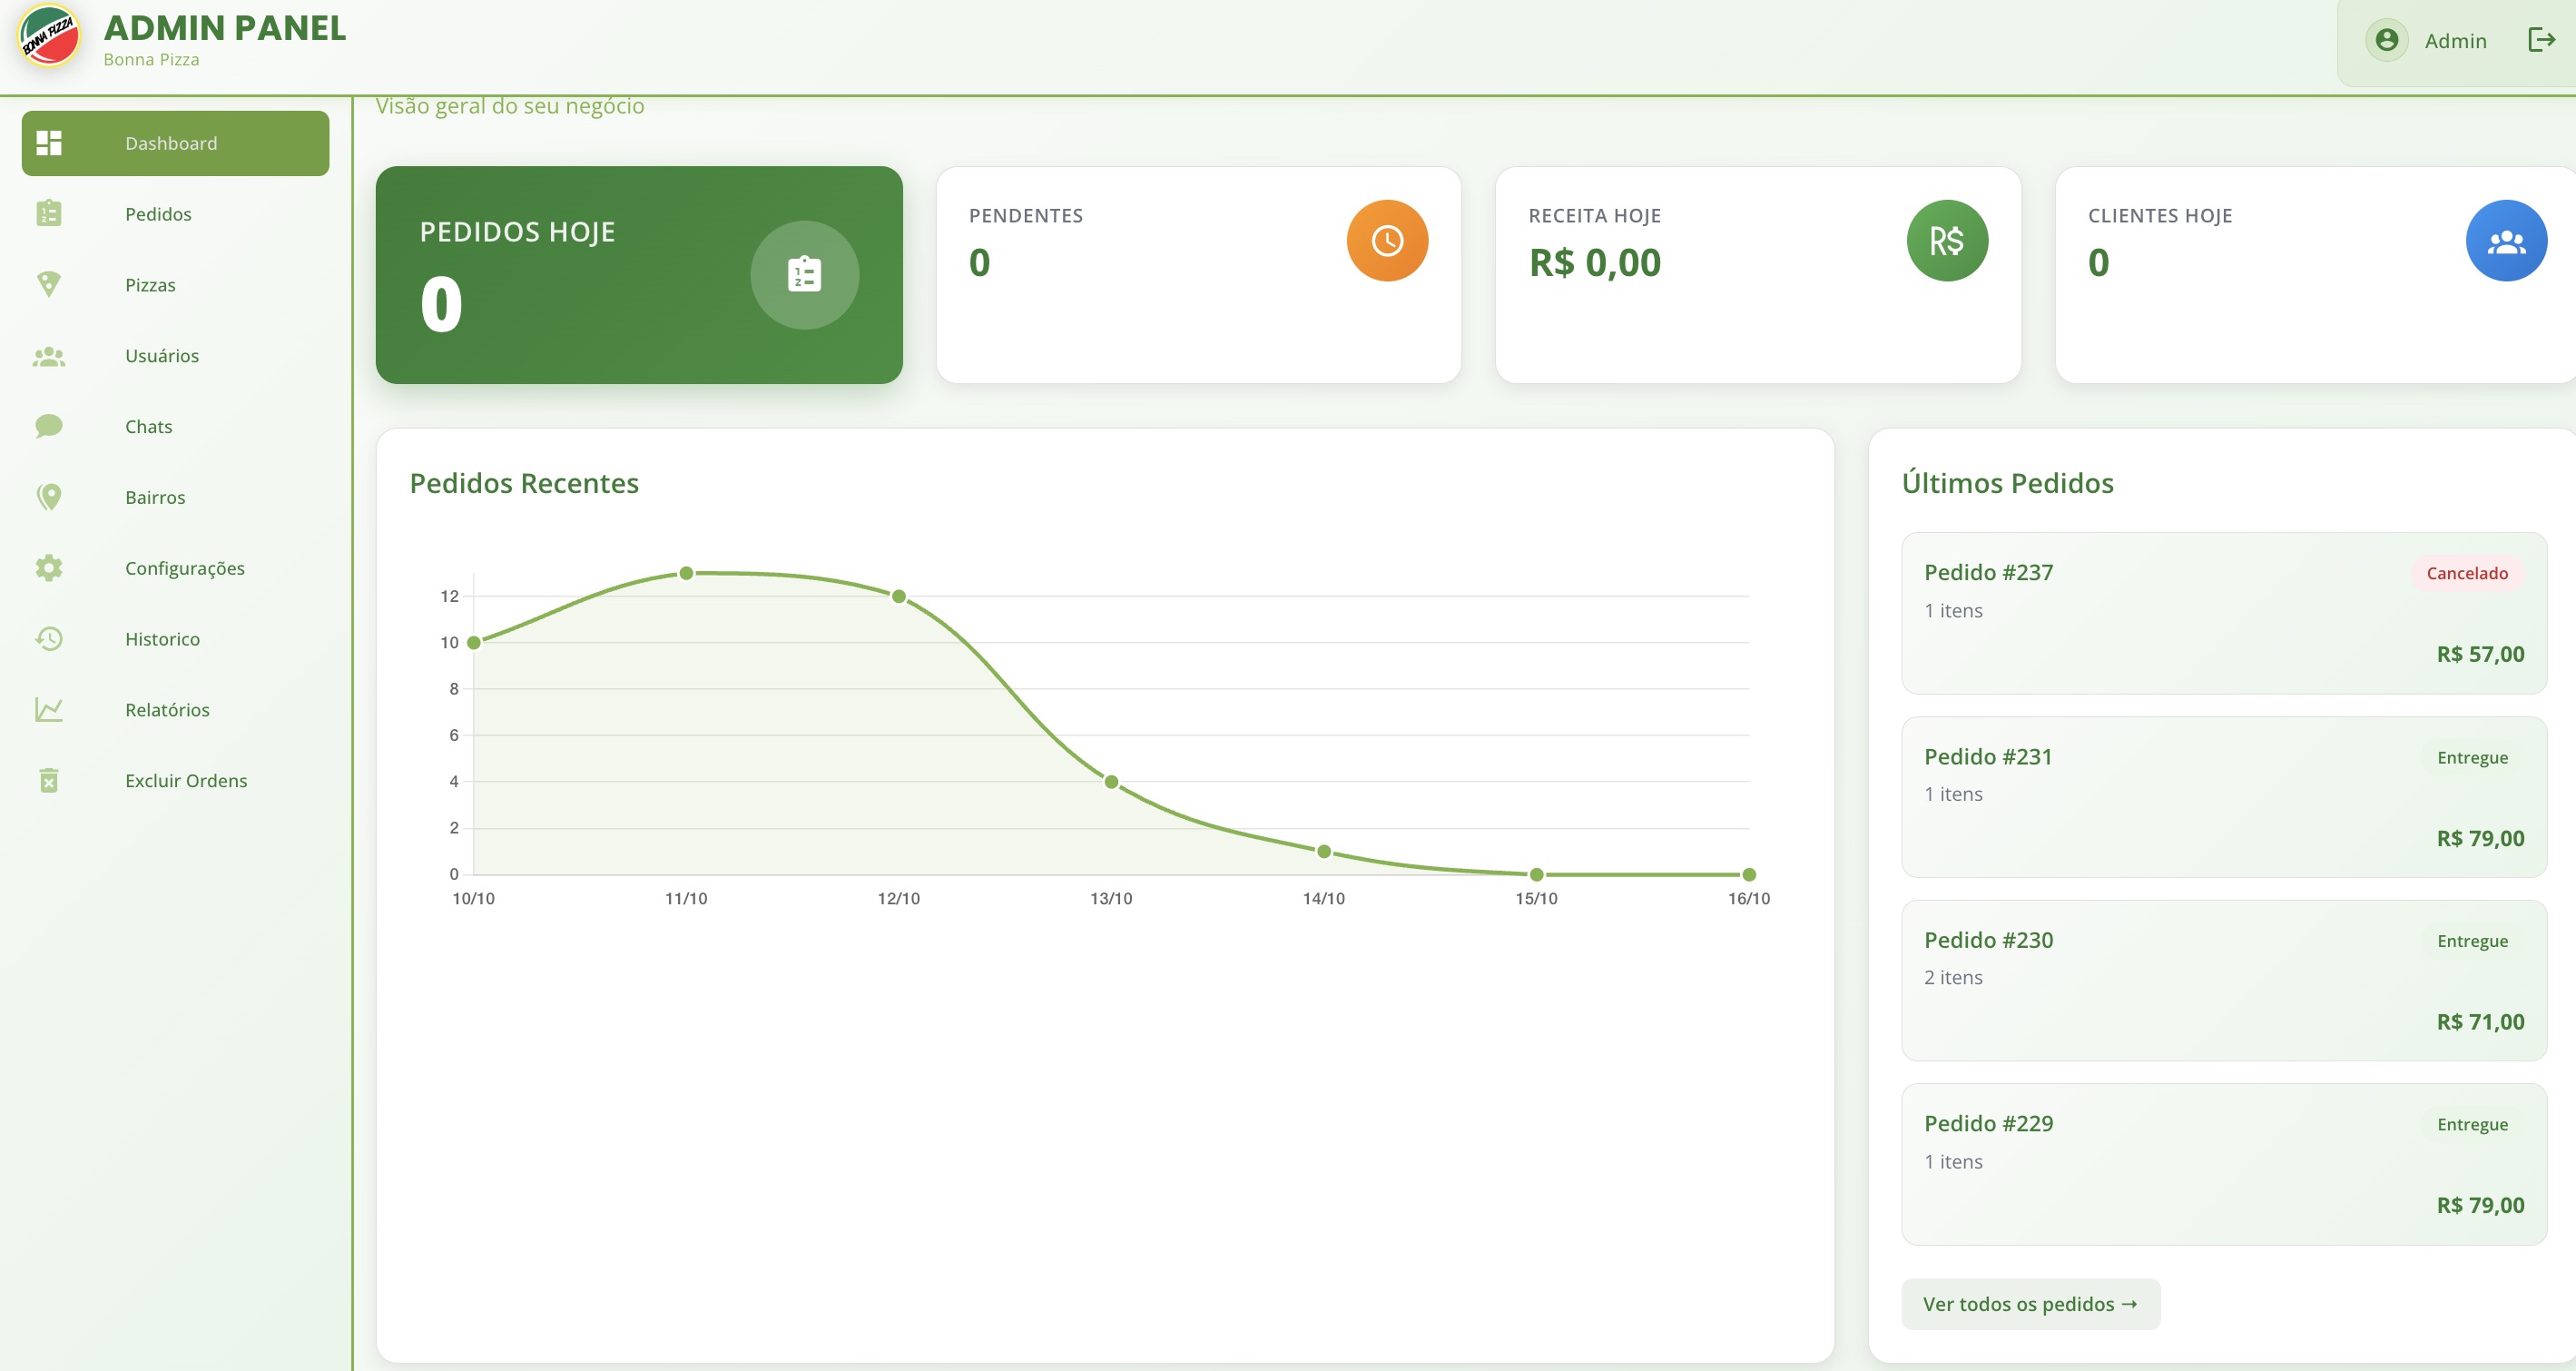 BONNA PIZZA
ADMIN PANEL
Bonna Pizza
Admin
Dashboard
Pedidos
Pizzas
Usuários
Chats
Bairros
Configurações
Historico
Relatórios
Excluir Ordens
Visão geral do seu negócio
PEDIDOS HOJE
0
PENDENTES
0
RECEITA HOJE
R$ 0,00
R$
CLIENTES HOJE
0
Pedidos Recentes
12
10
8
6
4
2
0
10/10 11/10 12/10 13/10 14/10 15/10 16/10
Últimos Pedidos
Pedido #237 Cancelado
1 itens
R$ 57,00
Pedido #231 Entregue
1 itens
R$ 79,00
Pedido #230 Entregue
2 itens
R$ 71,00
Pedido #229 Entregue
1 itens
R$ 79,00
Ver todos os pedidos →